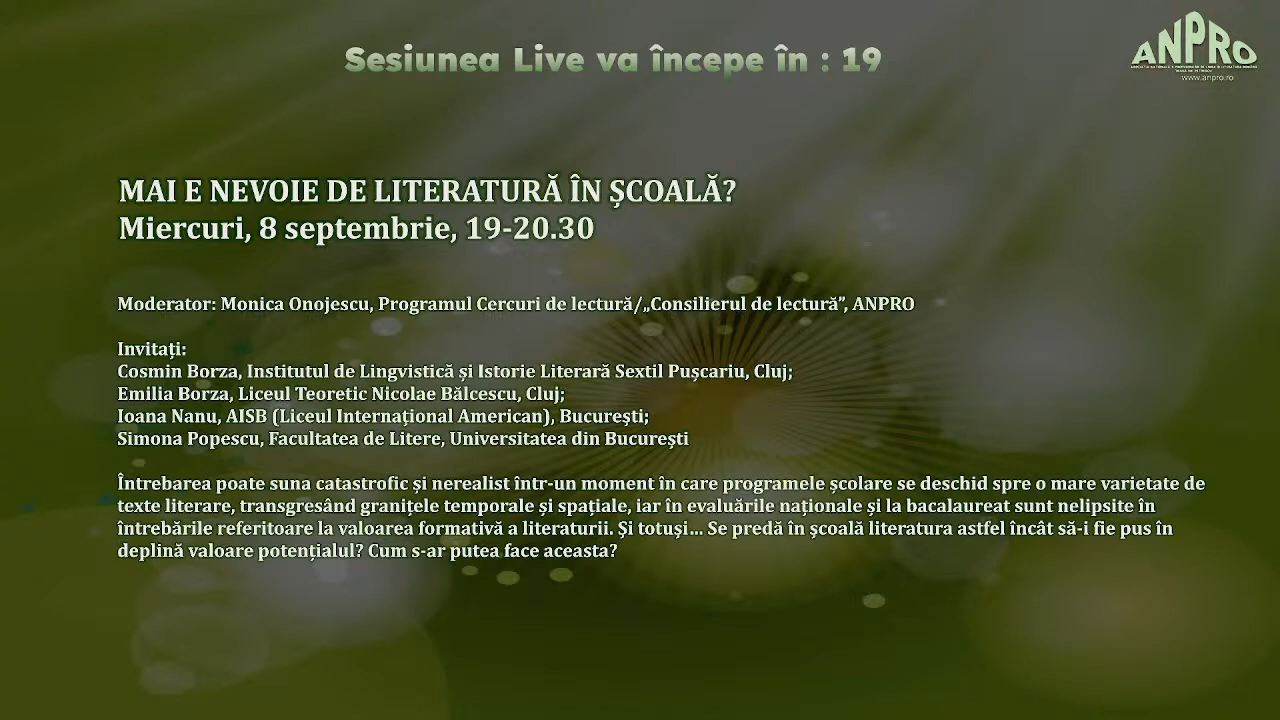 Sesiunea Live va începe în : 19
ANPRO
www.anpro.ro
MAI E NEVOIE DE LITERATURĂ ÎN ȘCOALĂ?
Miercuri, 8 septembrie, 19-20.30
Moderator: Monica Onojescu, Programul Cercuri de lectură/„Consilierul de lectură”, ANPRO
Invitați:
Cosmin Borza, Institutul de Lingvistică și Istorie Literară Sextil Pușcariu, Cluj;
Emilia Borza, Liceul Teoretic Nicolae Bălcescu, Cluj;
Ioana Nanu, AISB (Liceul Internaţional American), Bucureşti;
Simona Popescu, Facultatea de Litere, Universitatea din Bucureşti
Întrebarea poate suna catastrofic și nerealist într-un moment în care programele școlare se deschid spre o mare varietate de
texte literare, transgresând granițele temporale și spațiale, iar în evaluările naționale și la bacalaureat sunt nelipsite în
întrebările referitoare la valoarea formativă a literaturii. Și totuși... Se predă în școală literatura astfel încât să-i fie pus în
deplină valoare potențialul? Cum s-ar putea face aceasta?